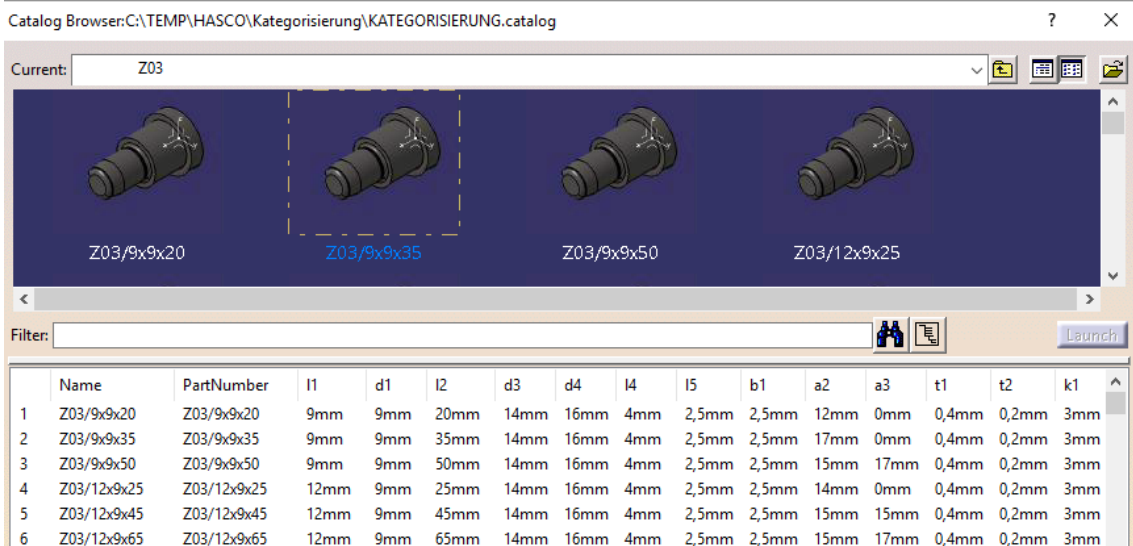 Catalog Browser:C:\TEMP\HASCO\Kategorisierung\KATEGORISIERUNG.catalog ? X
Current: Z03
Z03/9x9x20 Z03/9x9x35 Z03/9x9x50 Z03/12x9x25
Filter: Launch
Name PartNumber l1 d1 l2 d3 d4 l4 l5 b1 a2 a3 t1 t2 k1
1 Z03/9x9x20 Z03/9x9x20 9mm 9mm 20mm 14mm 16mm 4mm 2,5mm 2,5mm 12mm 0mm 0,4mm 0,2mm 3mm
2 Z03/9x9x35 Z03/9x9x35 9mm 9mm 35mm 14mm 16mm 4mm 2,5mm 2,5mm 17mm 0mm 0,4mm 0,2mm 3mm
3 Z03/9x9x50 Z03/9x9x50 9mm 9mm 50mm 14mm 16mm 4mm 2,5mm 2,5mm 15mm 17mm 0,4mm 0,2mm 3mm
4 Z03/12x9x25 Z03/12x9x25 12mm 9mm 25mm 14mm 16mm 4mm 2,5mm 2,5mm 14mm 0mm 0,4mm 0,2mm 3mm
5 Z03/12x9x45 Z03/12x9x45 12mm 9mm 45mm 14mm 16mm 4mm 2,5mm 2,5mm 15mm 15mm 0,4mm 0,2mm 3mm
6 Z03/12x9x65 Z03/12x9x65 12mm 9mm 65mm 14mm 16mm 4mm 2,5mm 2,5mm 15mm 17mm 0,4mm 0,2mm 3mm